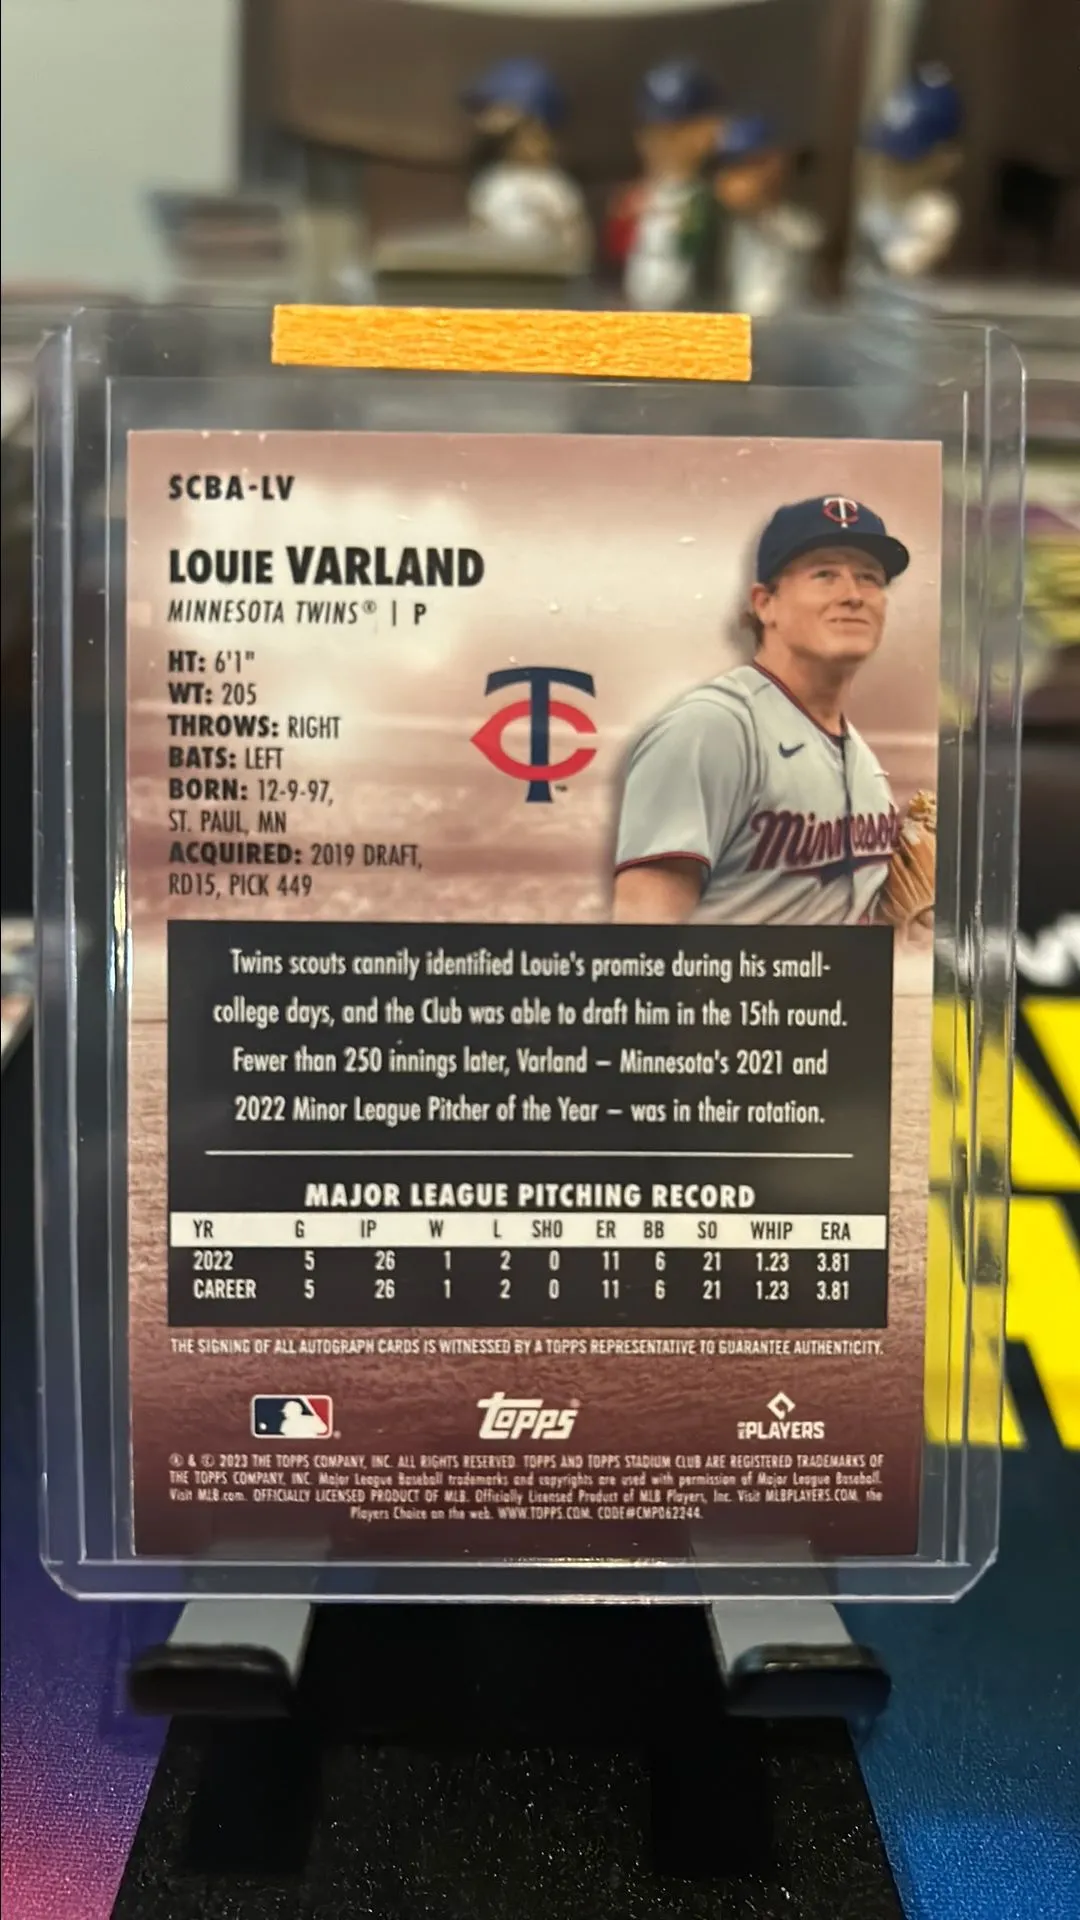 SCBA-LV
LOUIE VARLAND
MINNESOTA TWINS® | P
HT: 6'1"
WT: 205
THROWS: RIGHT
BATS: LEFT
BORN: 12-9-97,
ST. PAUL, MN
ACQUIRED: 2019 DRAFT,
RD15, PICK 449
TC
TM
Minnesota
Twins scouts cannily identified Louie's promise during his small-
college days, and the Club was able to draft him in the 15th round.
Fewer than 250 innings later, Varland – Minnesota's 2021 and
2022 Minor League Pitcher of the Year – was in their rotation.
MAJOR LEAGUE PITCHING RECORD
YR G IP W L SHO ER BB SO WHIP ERA
2022 5 26 1 2 0 11 6 21 1.23 3.81
CAREER 5 26 1 2 0 11 6 21 1.23 3.81
THE SIGNING OF ALL AUTOGRAPH CARDS IS WITNESSED BY A TOPPS REPRESENTATIVE TO GUARANTEE AUTHENTICITY.
Topps®
MLB PLAYERS
® & © 2023 THE TOPPS COMPANY, INC. ALL RIGHTS RESERVED. TOPPS AND TOPPS STADIUM CLUB ARE REGISTERED TRADEMARKS OF
THE TOPPS COMPANY, INC. Major League Baseball trademarks and copyrights are used with permission of Major League Baseball.
Visit MLB.com. OFFICIALLY LICENSED PRODUCT OF MLB. Officially Licensed Product of MLB Players, Inc. Visit MLBPLAYERS.COM, the
Players Choice on the web. WWW.TOPPS.COM. CODE#CMP062244.